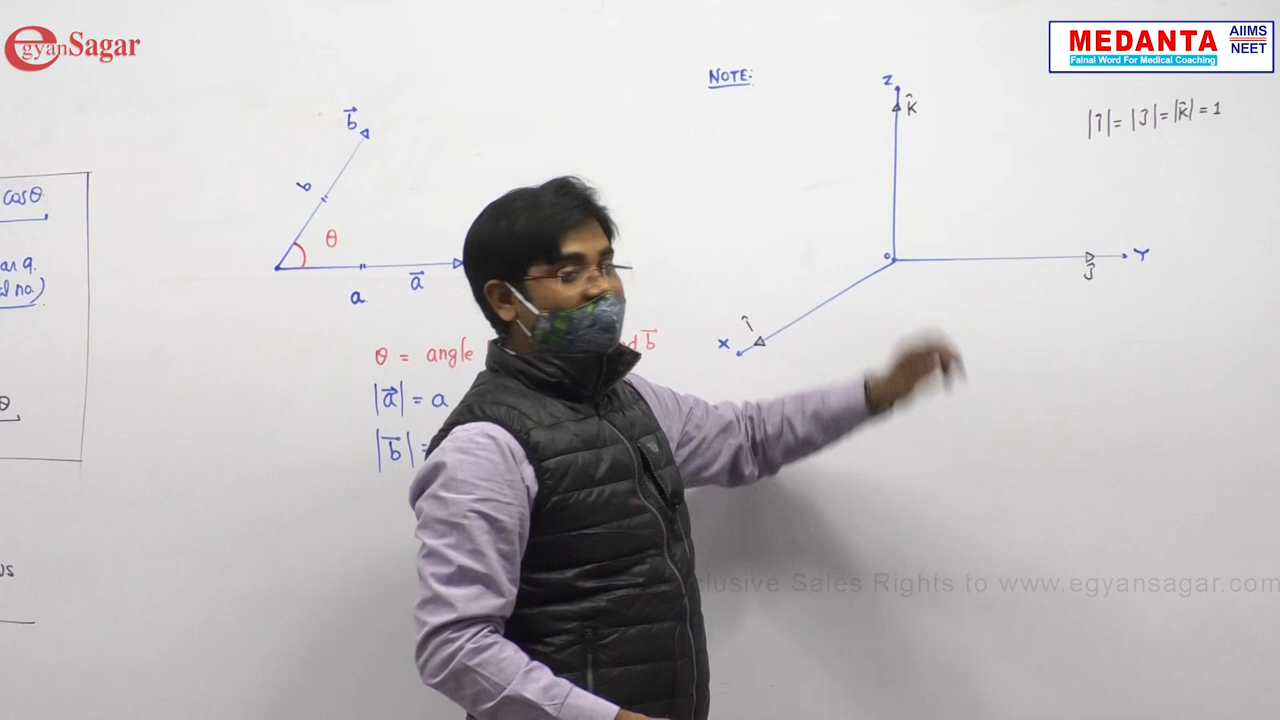 egyanSagar
MEDANTA
Fainal Word For Medical Coaching
AIIMS
NEET
NOTE:
Z
k̂
|î| = |ĵ| = |k̂| = 1
b⃗
b
θ
a⃗
a
cosθ
o
Y
ĵ
î
X
θ = angle
b⃗
|a⃗| = a
|b⃗| =
θ
clusive Sales Rights to www.egyansagar.com